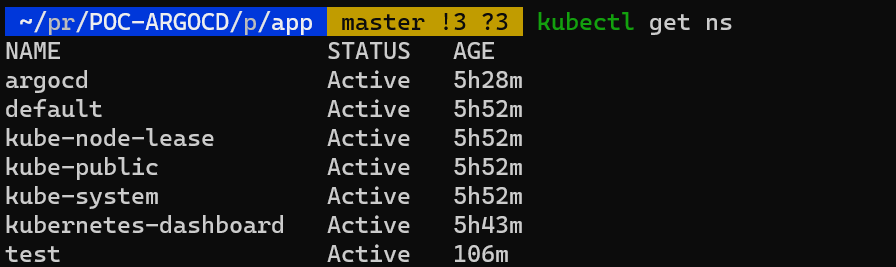 ~/pr/POC-ARGOCD/p/app master !3 ?3 kubectl get ns
NAME STATUS AGE
argocd Active 5h28m
default Active 5h52m
kube-node-lease Active 5h52m
kube-public Active 5h52m
kube-system Active 5h52m
kubernetes-dashboard Active 5h43m
test Active 106m